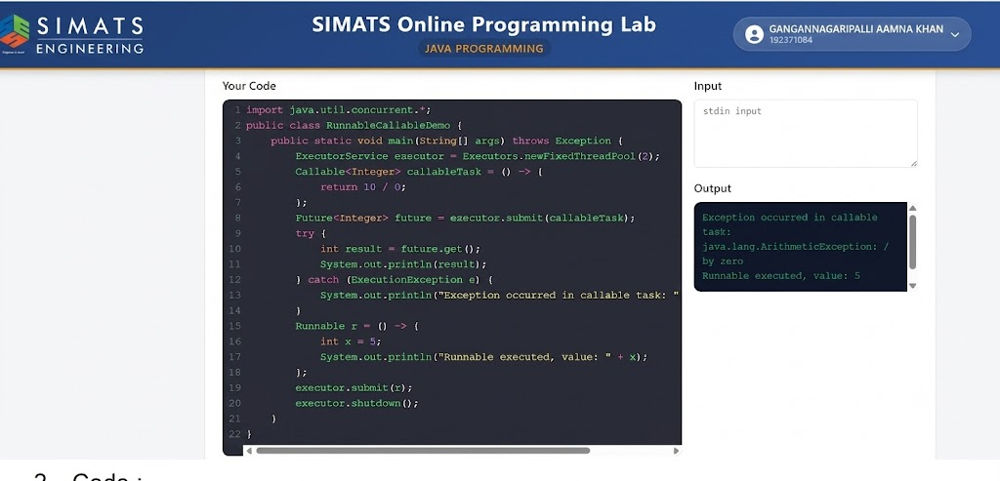 SIMATS
ENGINEERING
SIMATS Online Programming Lab
JAVA PROGRAMMING
GANGANNAGARIPALLI AAMNA KHAN
192371084
Your Code
1 import java.util.concurrent.*;
2 public class RunnableCallableDemo {
3 public static void main(String[] args) throws Exception {
4 ExecutorService executor = Executors.newFixedThreadPool(2);
5 Callable<Integer> callableTask = () -> {
6 return 10 / 0;
7 };
8 Future<Integer> future = executor.submit(callableTask);
9 try {
10 int result = future.get();
11 System.out.println(result);
12 } catch (ExecutionException e) {
13 System.out.println("Exception occurred in callable task: "
14 }
15 Runnable r = () -> {
16 int x = 5;
17 System.out.println("Runnable executed, value: " + x);
18 };
19 executor.submit(r);
20 executor.shutdown();
21 }
22 }
Input
stdin input
Output
Exception occurred in callable
task:
java.lang.ArithmeticException: /
by zero
Runnable executed, value: 5